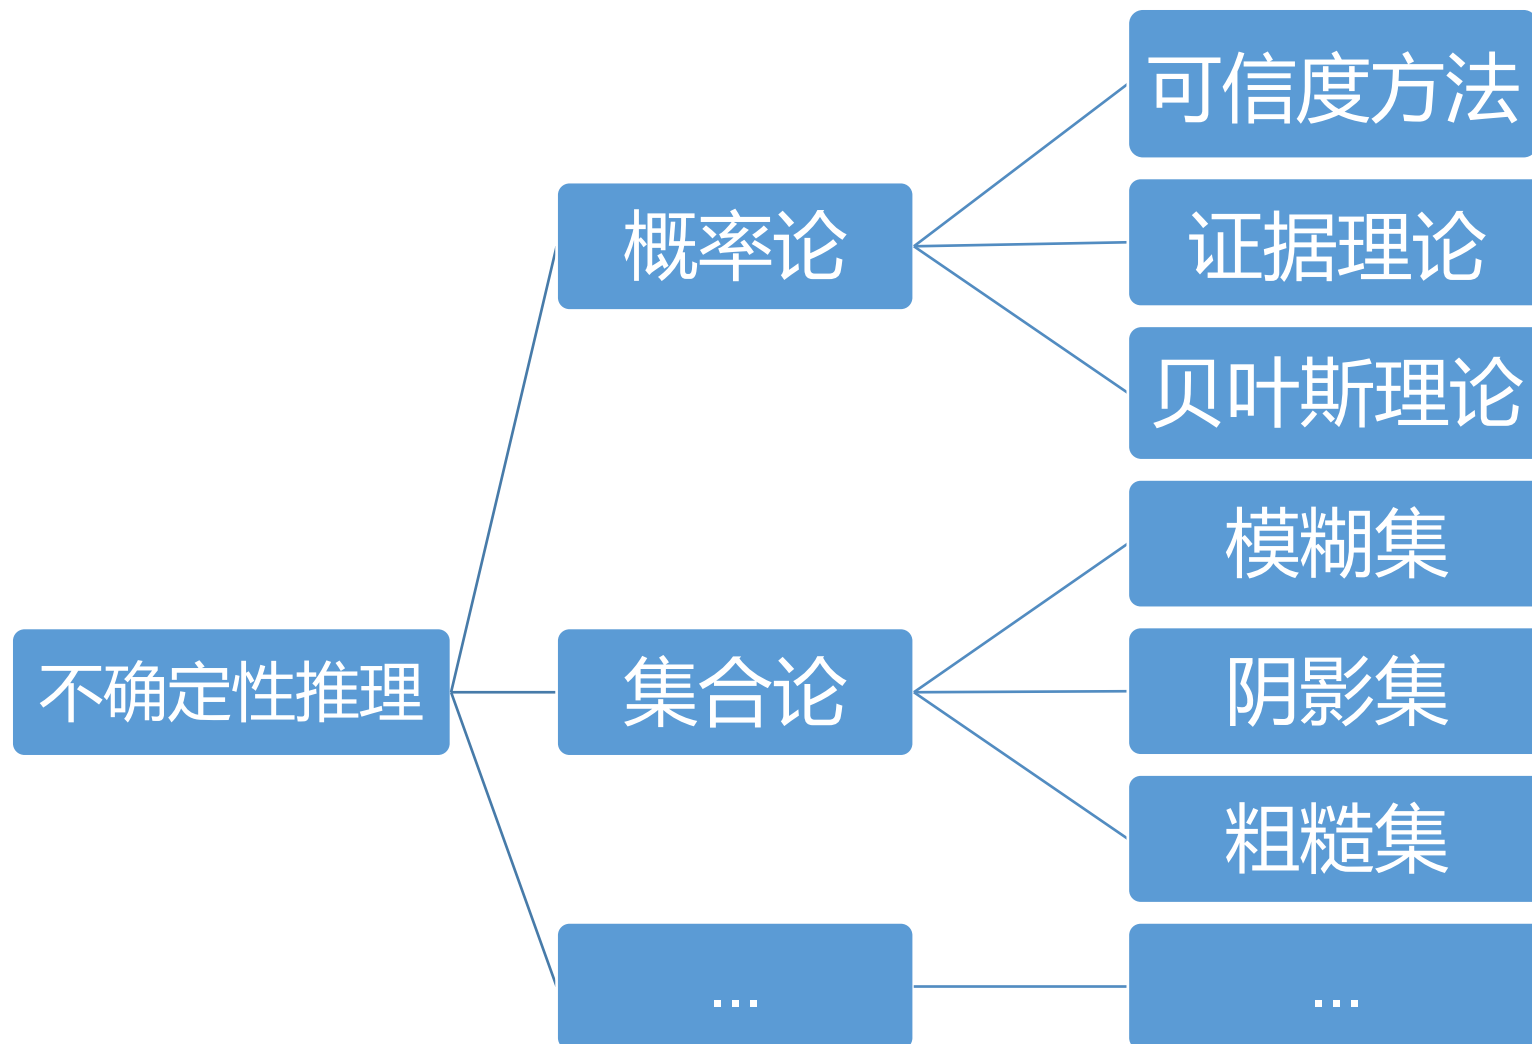 不确定性推理
概率论
可信度方法
证据理论
贝叶斯理论
集合论
模糊集
阴影集
粗糙集
...
...